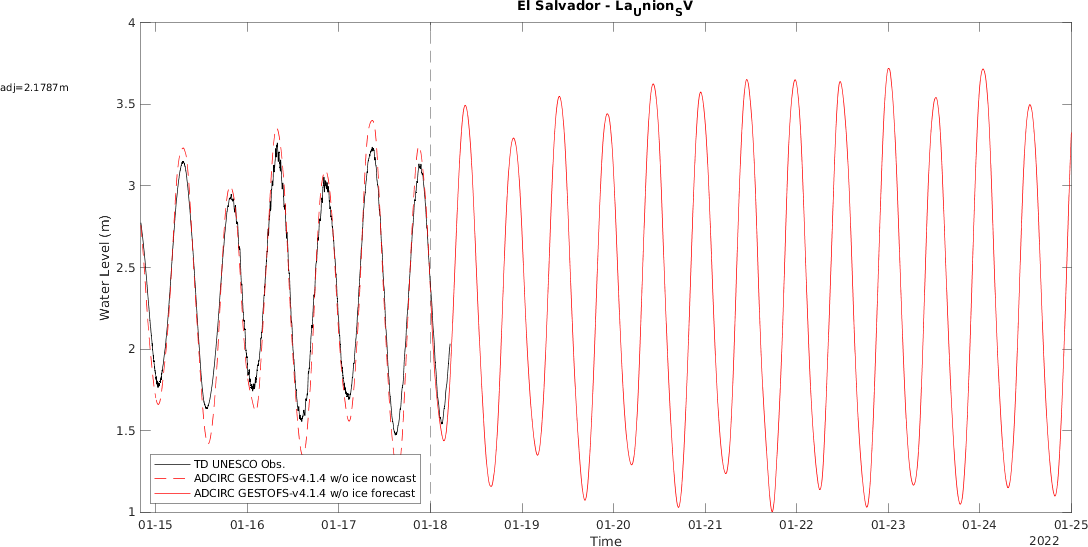 El Salvador - LaUnionSV
adj=2.1787m
4
3.5
3
2.5
2
1.5
1
Water Level (m)
TD UNESCO Obs.
ADCIRC GESTOFS-v4.1.4 w/o ice nowcast
ADCIRC GESTOFS-v4.1.4 w/o ice forecast
01-15 01-16 01-17 01-18 01-19 01-20 01-21 01-22 01-23 01-24 01-25
Time
2022